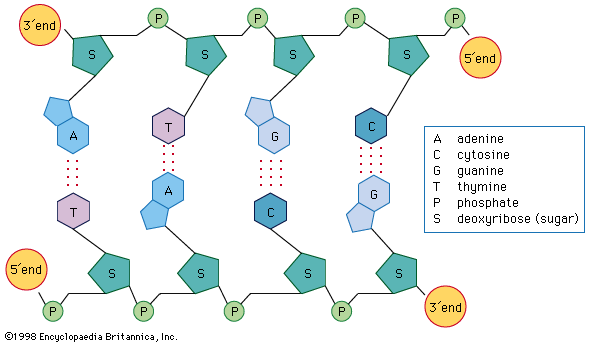 3´end P P P P
S S S S 5´end
A T G C
T A C G
5´end S S S S
P P P P 3´end
A adenine
C cytosine
G guanine
T thymine
P phosphate
S deoxyribose (sugar)
©1998 Encyclopaedia Britannica, Inc.